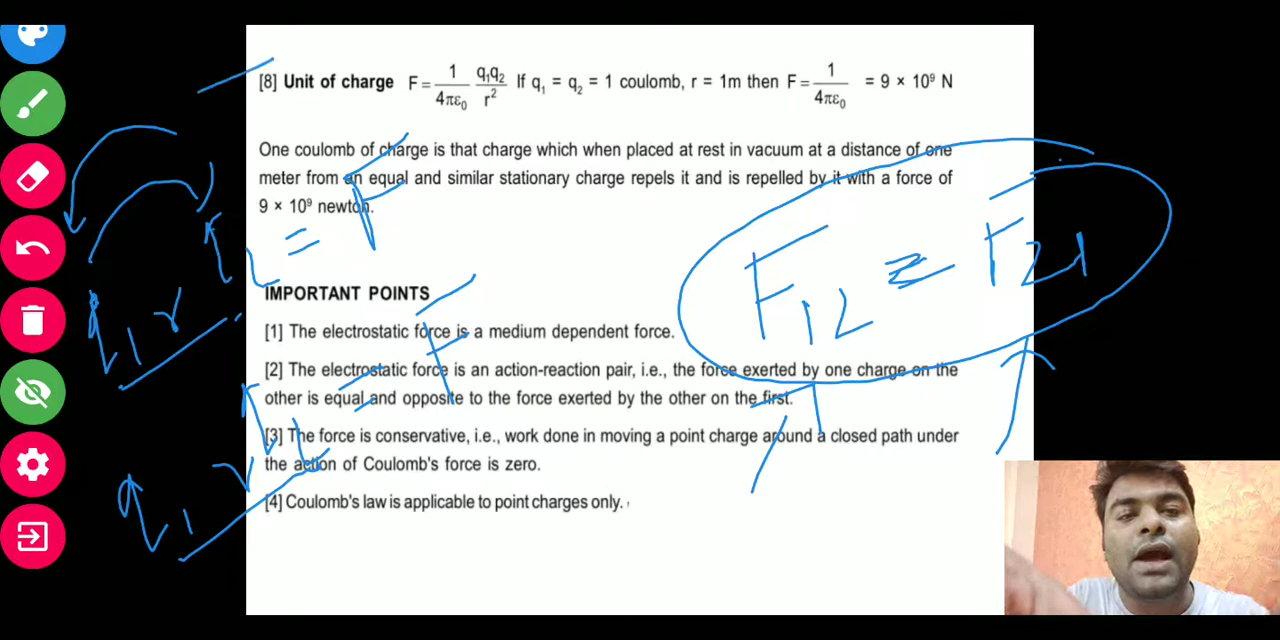 [8] Unit of charge F = 1/4πε₀ q₁q₂/r² If q₁ = q₂ = 1 coulomb, r = 1m then F = 1/4πε₀ = 9 × 10⁹ N
One coulomb of charge is that charge which when placed at rest in vacuum at a distance of one
meter from an equal and similar stationary charge repels it and is repelled by it with a force of
9 × 10⁹ newton.
F₁₂ = F₂₁
IMPORTANT POINTS
[1] The electrostatic force is a medium dependent force.
[2] The electrostatic force is an action-reaction pair, i.e., the force exerted by one charge on the
other is equal and opposite to the force exerted by the other on the first.
[3] The force is conservative, i.e., work done in moving a point charge around a closed path under
the action of Coulomb's force is zero.
[4] Coulomb's law is applicable to point charges only.